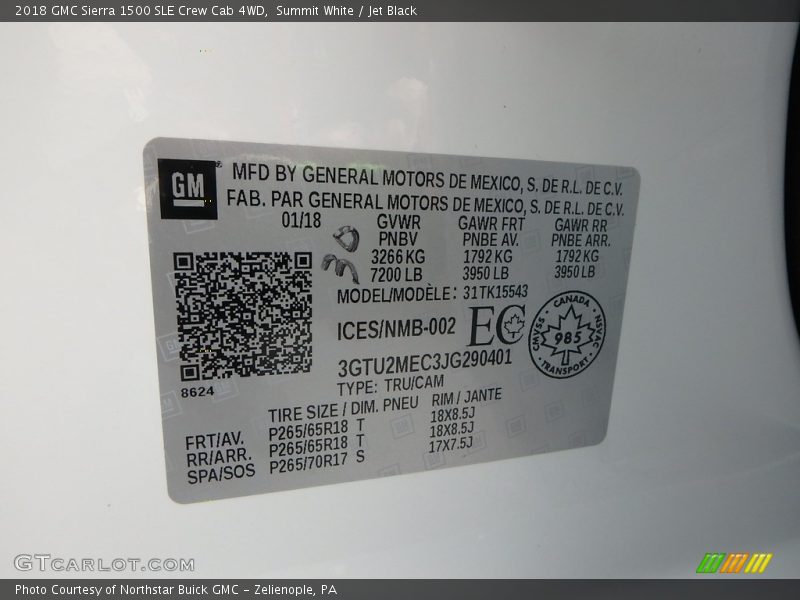 2018 GMC Sierra 1500 SLE Crew Cab 4WD, Summit White / Jet Black
GM
MFD BY GENERAL MOTORS DE MEXICO, S. DE R.L. DE C.V.
FAB. PAR GENERAL MOTORS DE MEXICO, S. DE R.L. DE C.V.
01/18 GVWR GAWR FRT GAWR RR
PNBV PNBE AV. PNBE ARR.
3266 KG 1792 KG 1792 KG
7200 LB 3950 LB 3950 LB
MODEL/MODÈLE: 31TK15543
ICES/NMB-002 EC
CANADA
CMVSS 985 NSVAC
TRANSPORT
3GTU2MEC3JG290401
8624 TYPE: TRU/CAM
TIRE SIZE / DIM. PNEU RIM / JANTE
FRT/AV. P265/65R18 T 18X8.5J
RR/ARR. P265/65R18 T 18X8.5J
SPA/SOS P265/70R17 S 17X7.5J
GTCARLOT.COM
Photo Courtesy of Northstar Buick GMC - Zelienople, PA